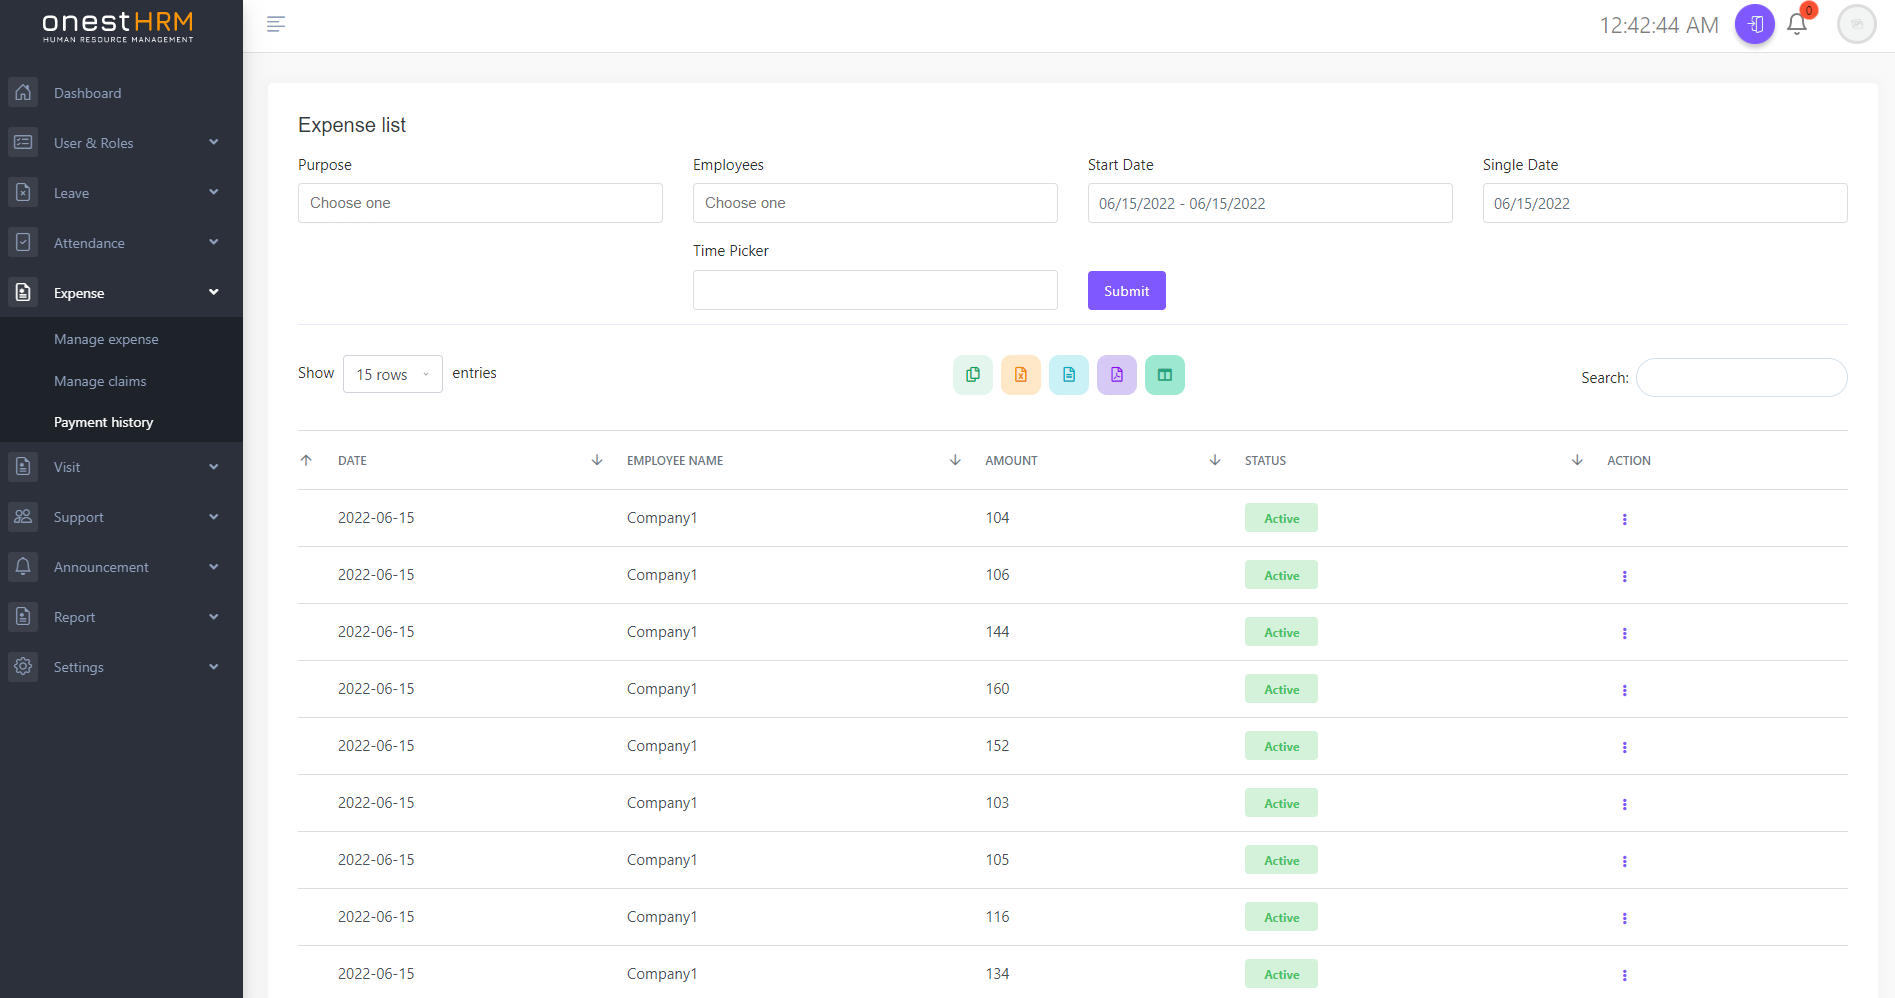 onestHRM
HUMAN RESOURCE MANAGEMENT
12:42:44 AM
0
Dashboard
User & Roles
Leave
Attendance
Expense
Manage expense
Manage claims
Payment history
Visit
Support
Announcement
Report
Settings
Expense list
Purpose Employees Start Date Single Date
Choose one Choose one 06/15/2022 - 06/15/2022 06/15/2022
Time Picker
Submit
Show 15 rows entries Search:
DATE EMPLOYEE NAME AMOUNT STATUS ACTION
2022-06-15 Company1 104 Active
2022-06-15 Company1 106 Active
2022-06-15 Company1 144 Active
2022-06-15 Company1 160 Active
2022-06-15 Company1 152 Active
2022-06-15 Company1 103 Active
2022-06-15 Company1 105 Active
2022-06-15 Company1 116 Active
2022-06-15 Company1 134 Active